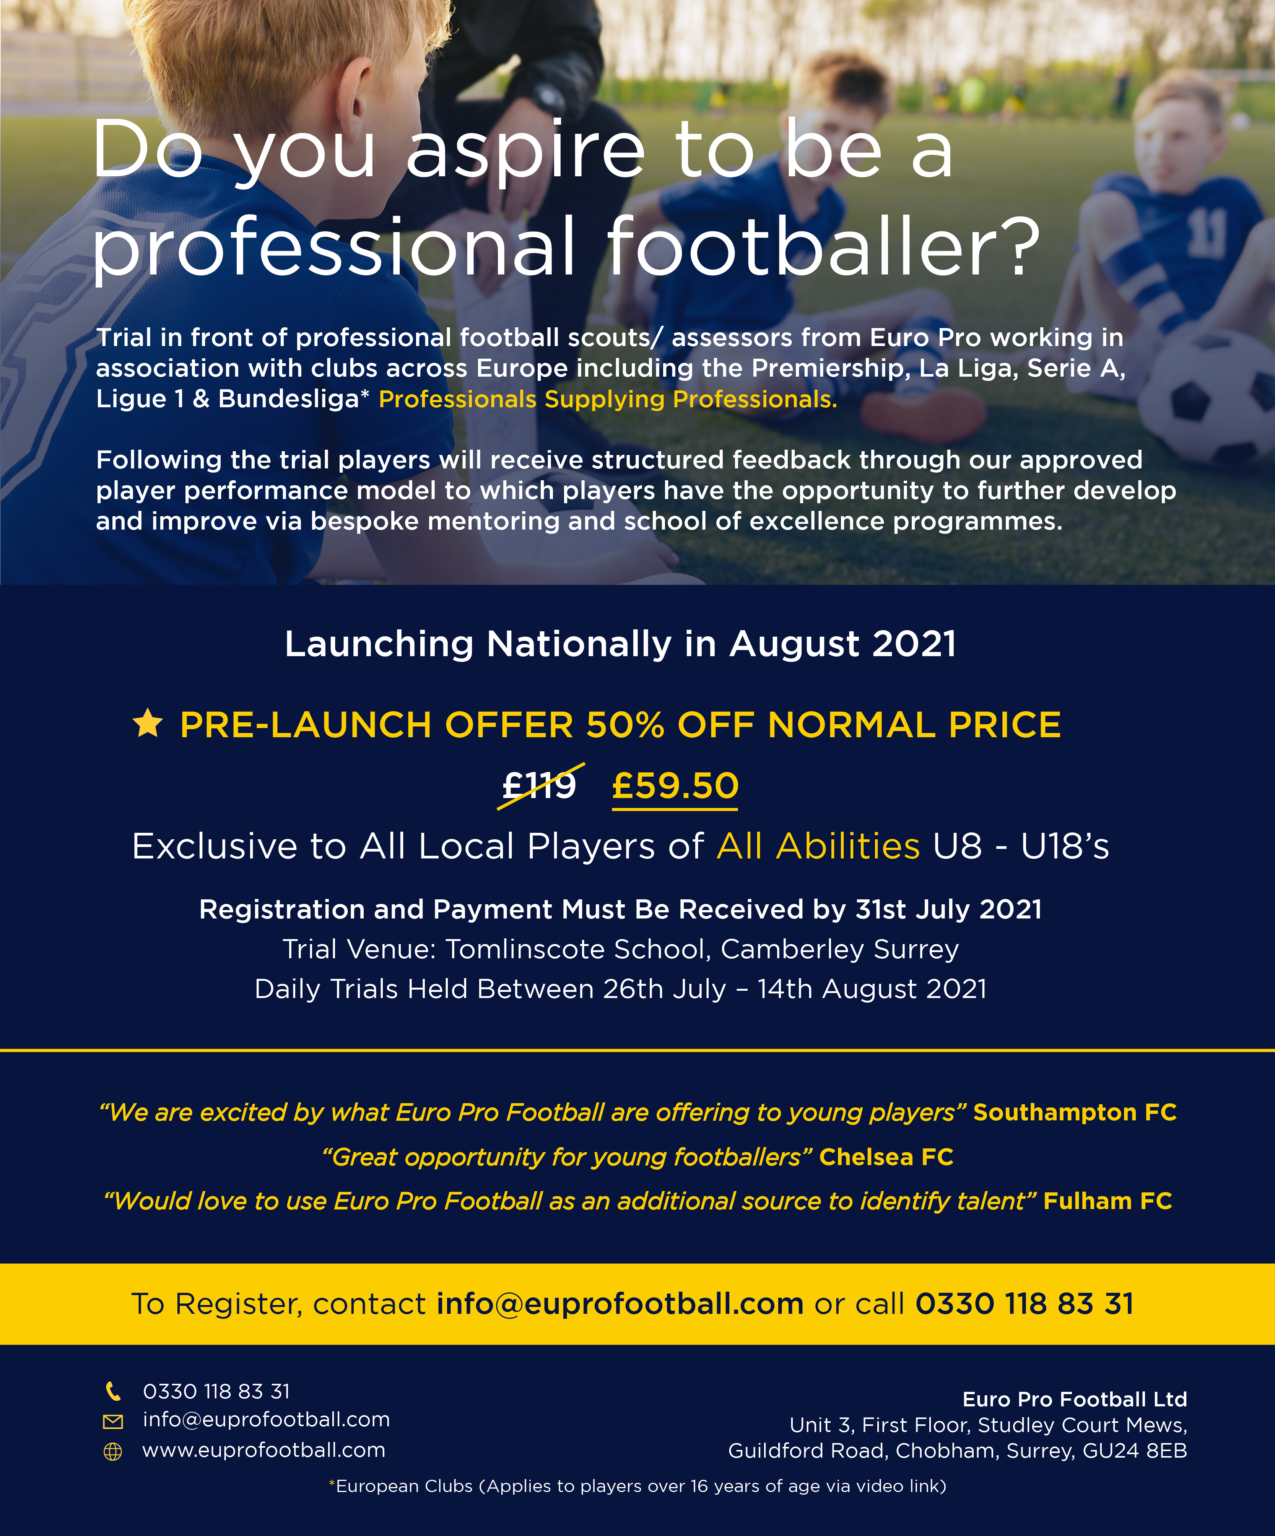 Do you aspire to be a
professional footballer?
Trial in front of professional football scouts/ assessors from Euro Pro working in
association with clubs across Europe including the Premiership, La Liga, Serie A,
Ligue 1 & Bundesliga* Professionals Supplying Professionals.
Following the trial players will receive structured feedback through our approved
player performance model to which players have the opportunity to further develop
and improve via bespoke mentoring and school of excellence programmes.
Launching Nationally in August 2021
PRE-LAUNCH OFFER 50% OFF NORMAL PRICE
£119 £59.50
Exclusive to All Local Players of All Abilities U8 - U18’s
Registration and Payment Must Be Received by 31st July 2021
Trial Venue: Tomlinscote School, Camberley Surrey
Daily Trials Held Between 26th July – 14th August 2021
“We are excited by what Euro Pro Football are offering to young players” Southampton FC
“Great opportunity for young footballers” Chelsea FC
“Would love to use Euro Pro Football as an additional source to identify talent” Fulham FC
To Register, contact info@euprofootball.com or call 0330 118 83 31
0330 118 83 31
info@euprofootball.com
www.euprofootball.com
Euro Pro Football Ltd
Unit 3, First Floor, Studley Court Mews,
Guildford Road, Chobham, Surrey, GU24 8EB
*European Clubs (Applies to players over 16 years of age via video link)
11